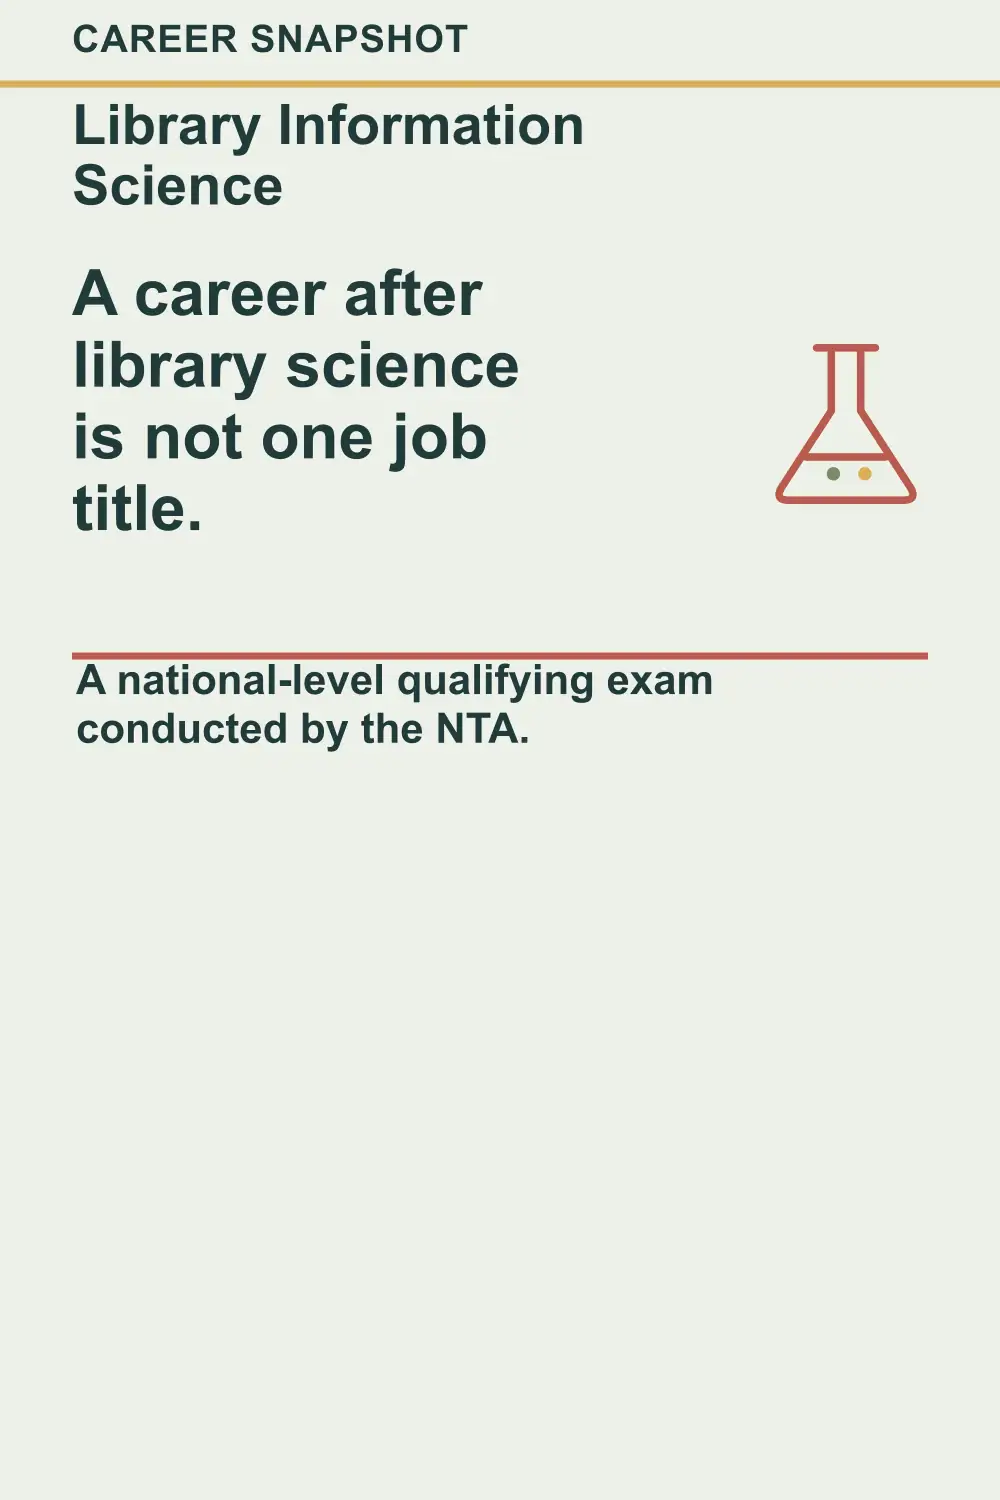 CAREER SNAPSHOT
Library Information
Science
A career after
library science
is not one job
title.
A national-level qualifying exam
conducted by the NTA.